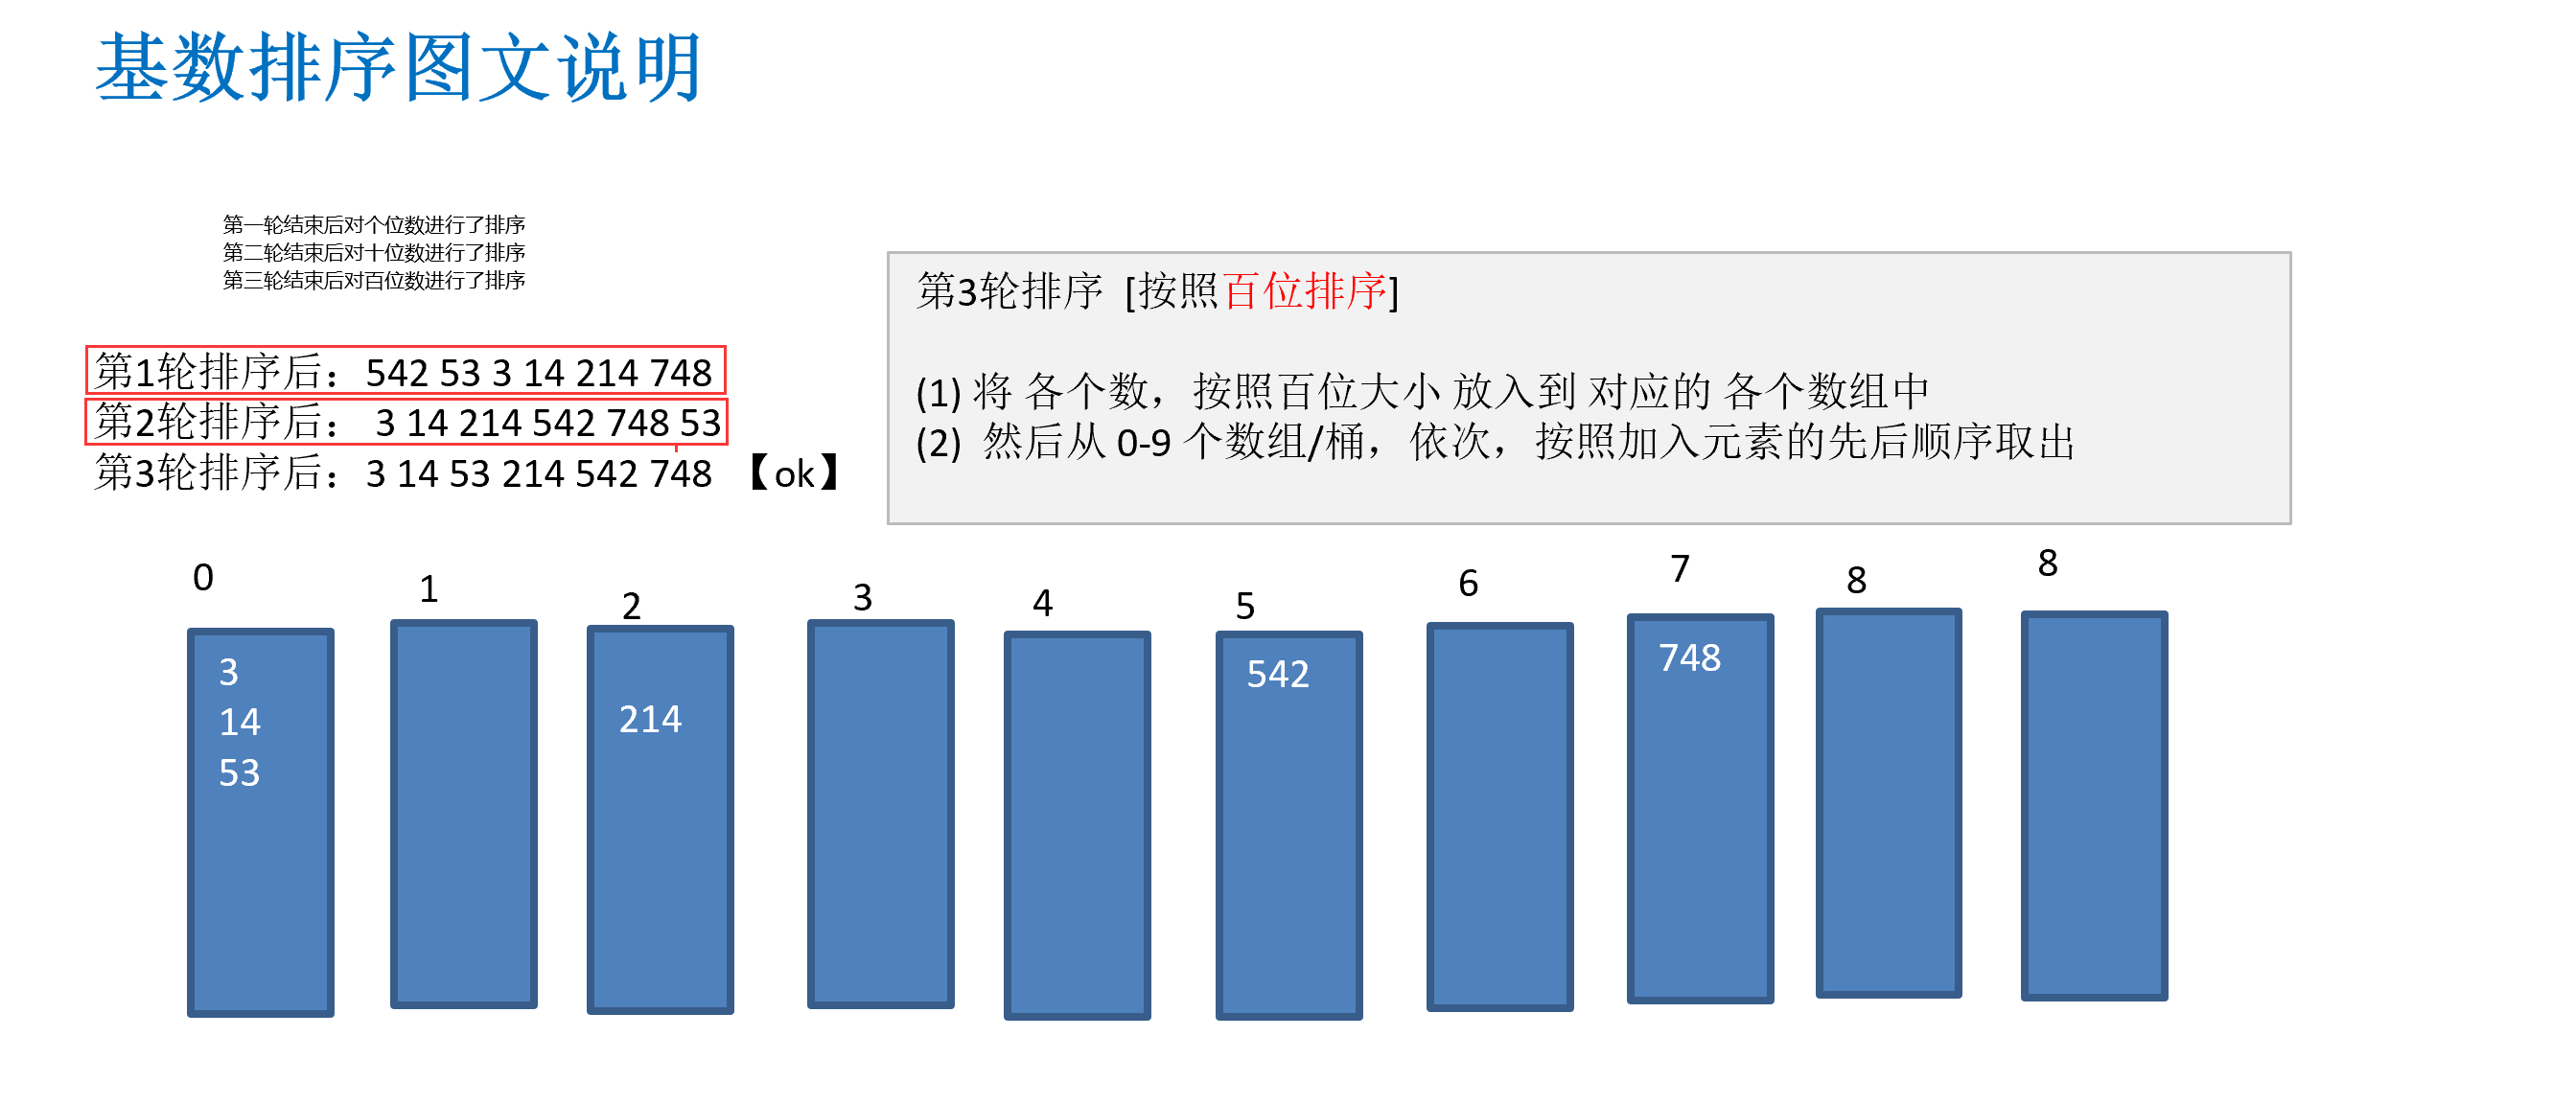 基数排序图文说明
第一轮结束后对个位数进行了排序
第二轮结束后对十位数进行了排序
第三轮结束后对百位数进行了排序
第1轮排序后：542 53 3 14 214 748
第2轮排序后： 3 14 214 542 748 53
第3轮排序后：3 14 53 214 542 748 【ok】
第3轮排序 [按照百位排序]
(1) 将 各个数，按照百位大小 放入到 对应的 各个数组中
(2) 然后从 0-9 个数组/桶，依次，按照加入元素的先后顺序取出
0
1
2
3
4
5
6
7
8
8
3
14
53
214
542
748